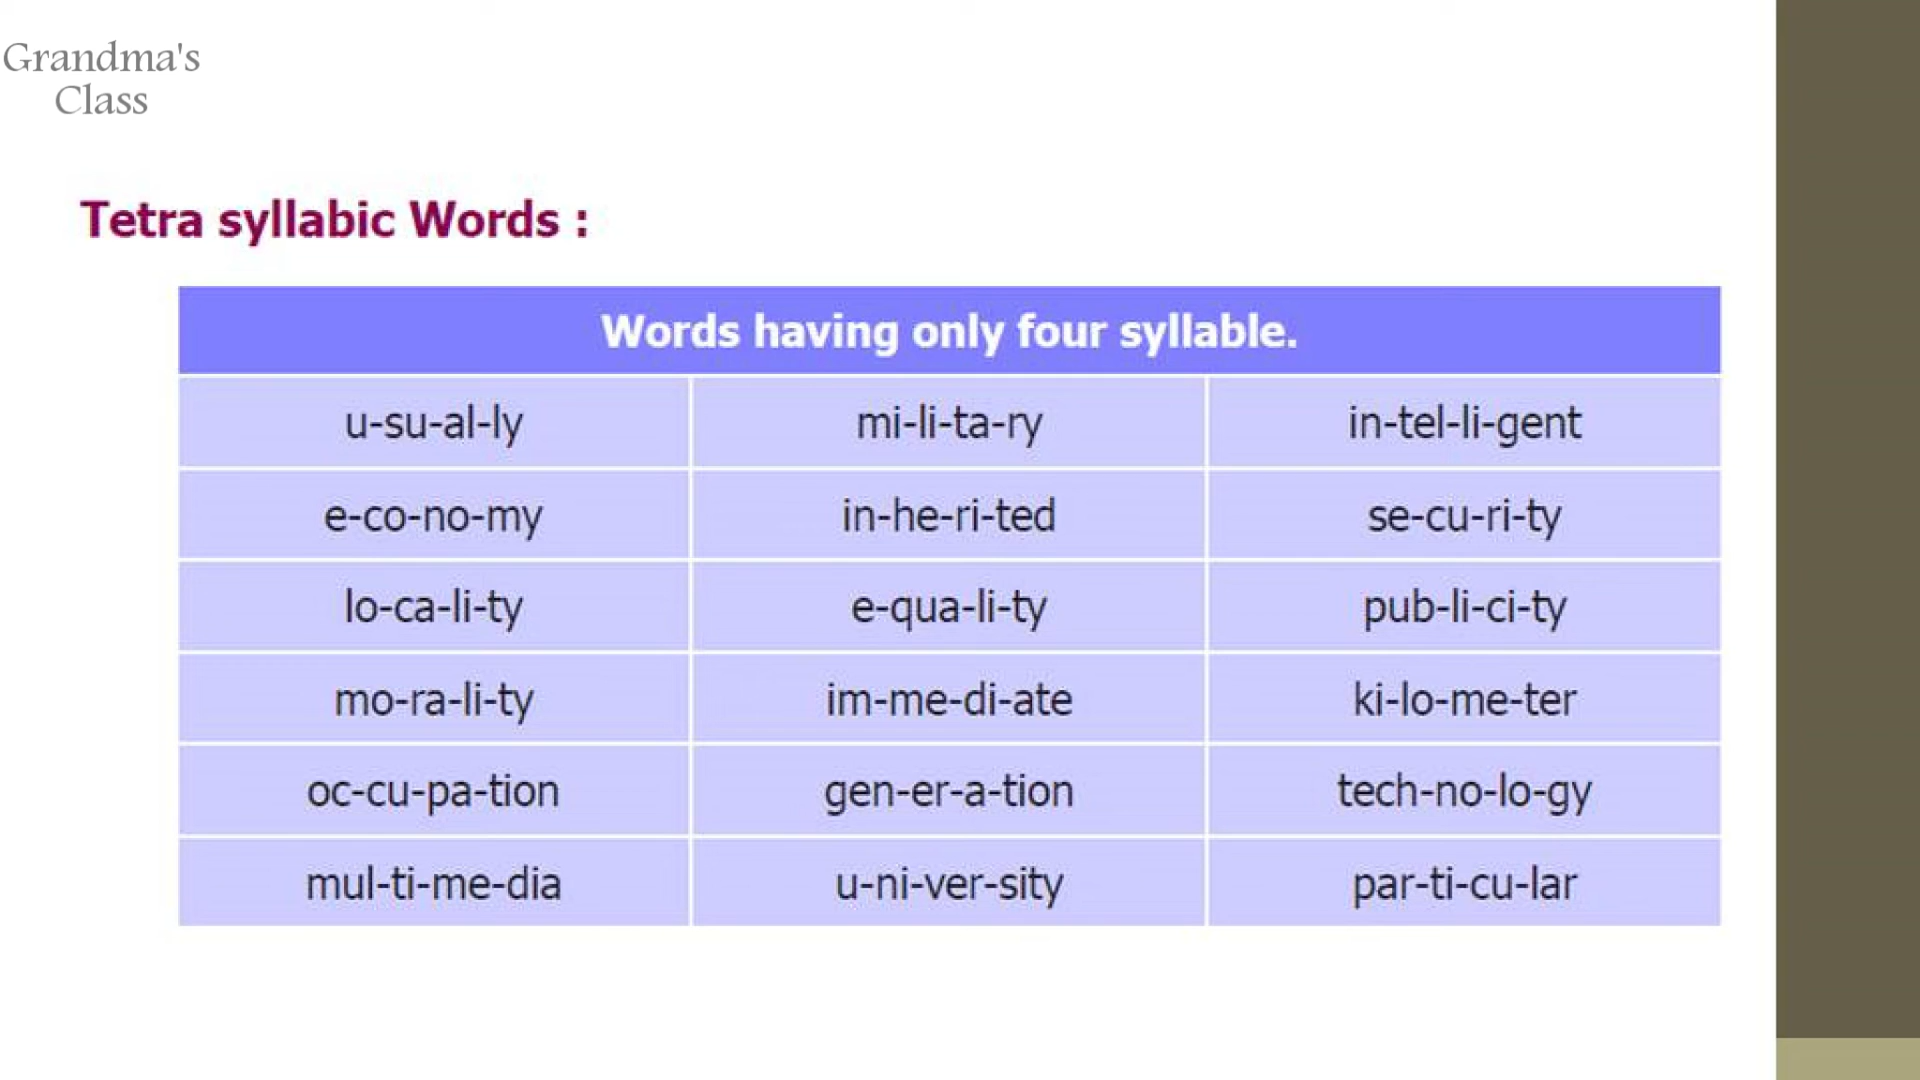 Grandma's
Class
Tetra syllabic Words :
Words having only four syllable.
u-su-al-ly mi-li-ta-ry in-tel-li-gent
e-co-no-my in-he-ri-ted se-cu-ri-ty
lo-ca-li-ty e-qua-li-ty pub-li-ci-ty
mo-ra-li-ty im-me-di-ate ki-lo-me-ter
oc-cu-pa-tion gen-er-a-tion tech-no-lo-gy
mul-ti-me-dia u-ni-ver-sity par-ti-cu-lar